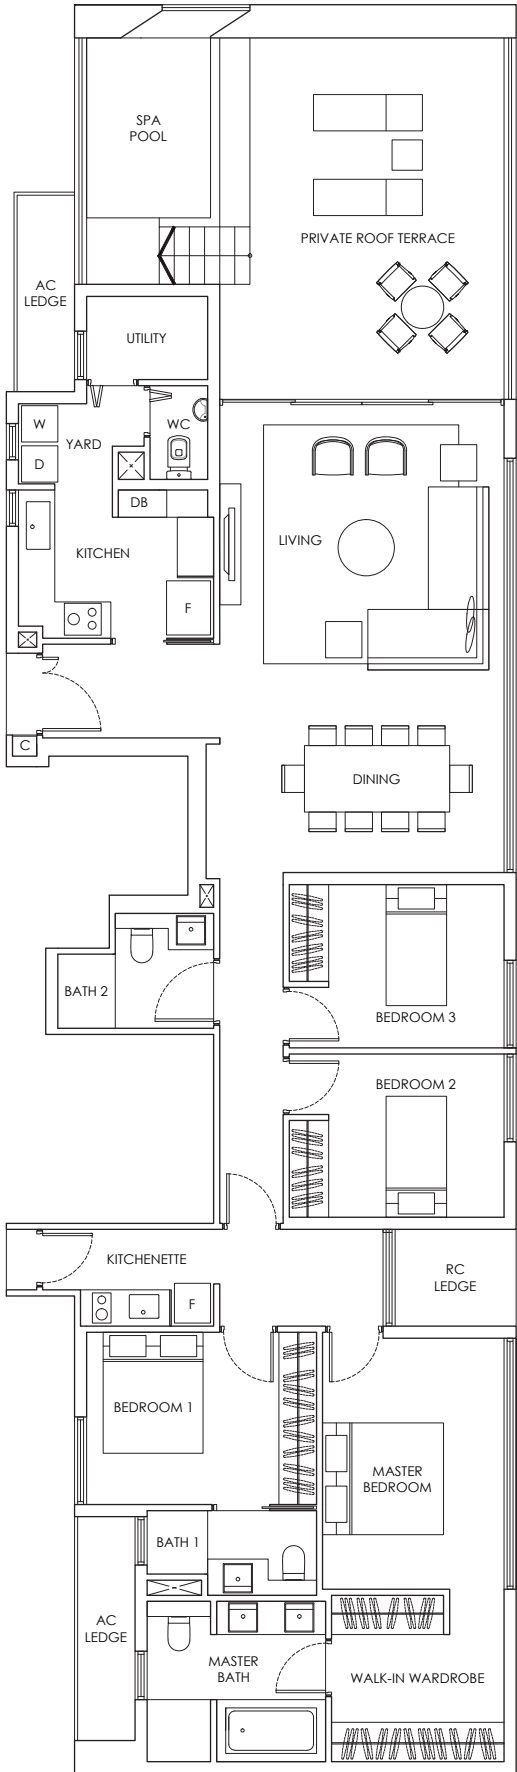 SPA
POOL
PRIVATE ROOF TERRACE
AC
LEDGE
UTILITY
W
YARD
WC
D
DB
LIVING
KITCHEN
F
C
DINING
BATH 2
BEDROOM 3
BEDROOM 2
KITCHENETTE
RC
LEDGE
F
BEDROOM 1
MASTER
BEDROOM
BATH 1
AC
LEDGE
MASTER
BATH
WALK-IN WARDROBE